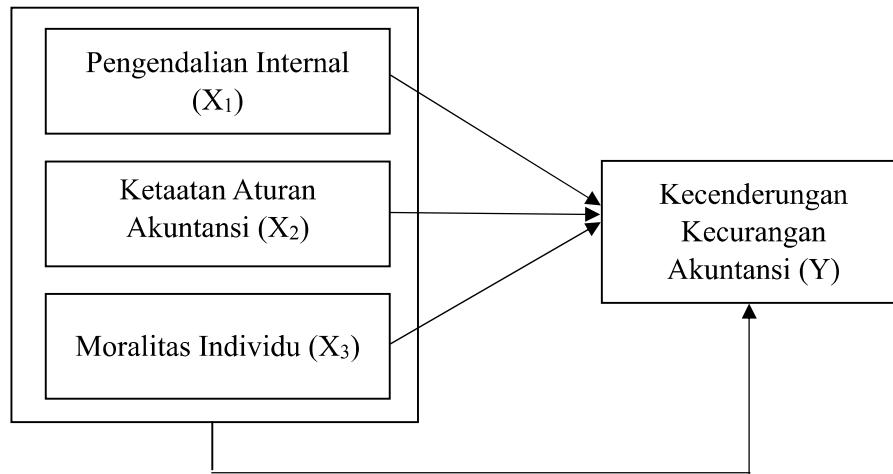 Pengendalian Internal
(X₁)
Ketaatan Aturan
Akuntansi (X₂)
Moralitas Individu (X₃)
Kecenderungan
Kecurangan
Akuntansi (Y)